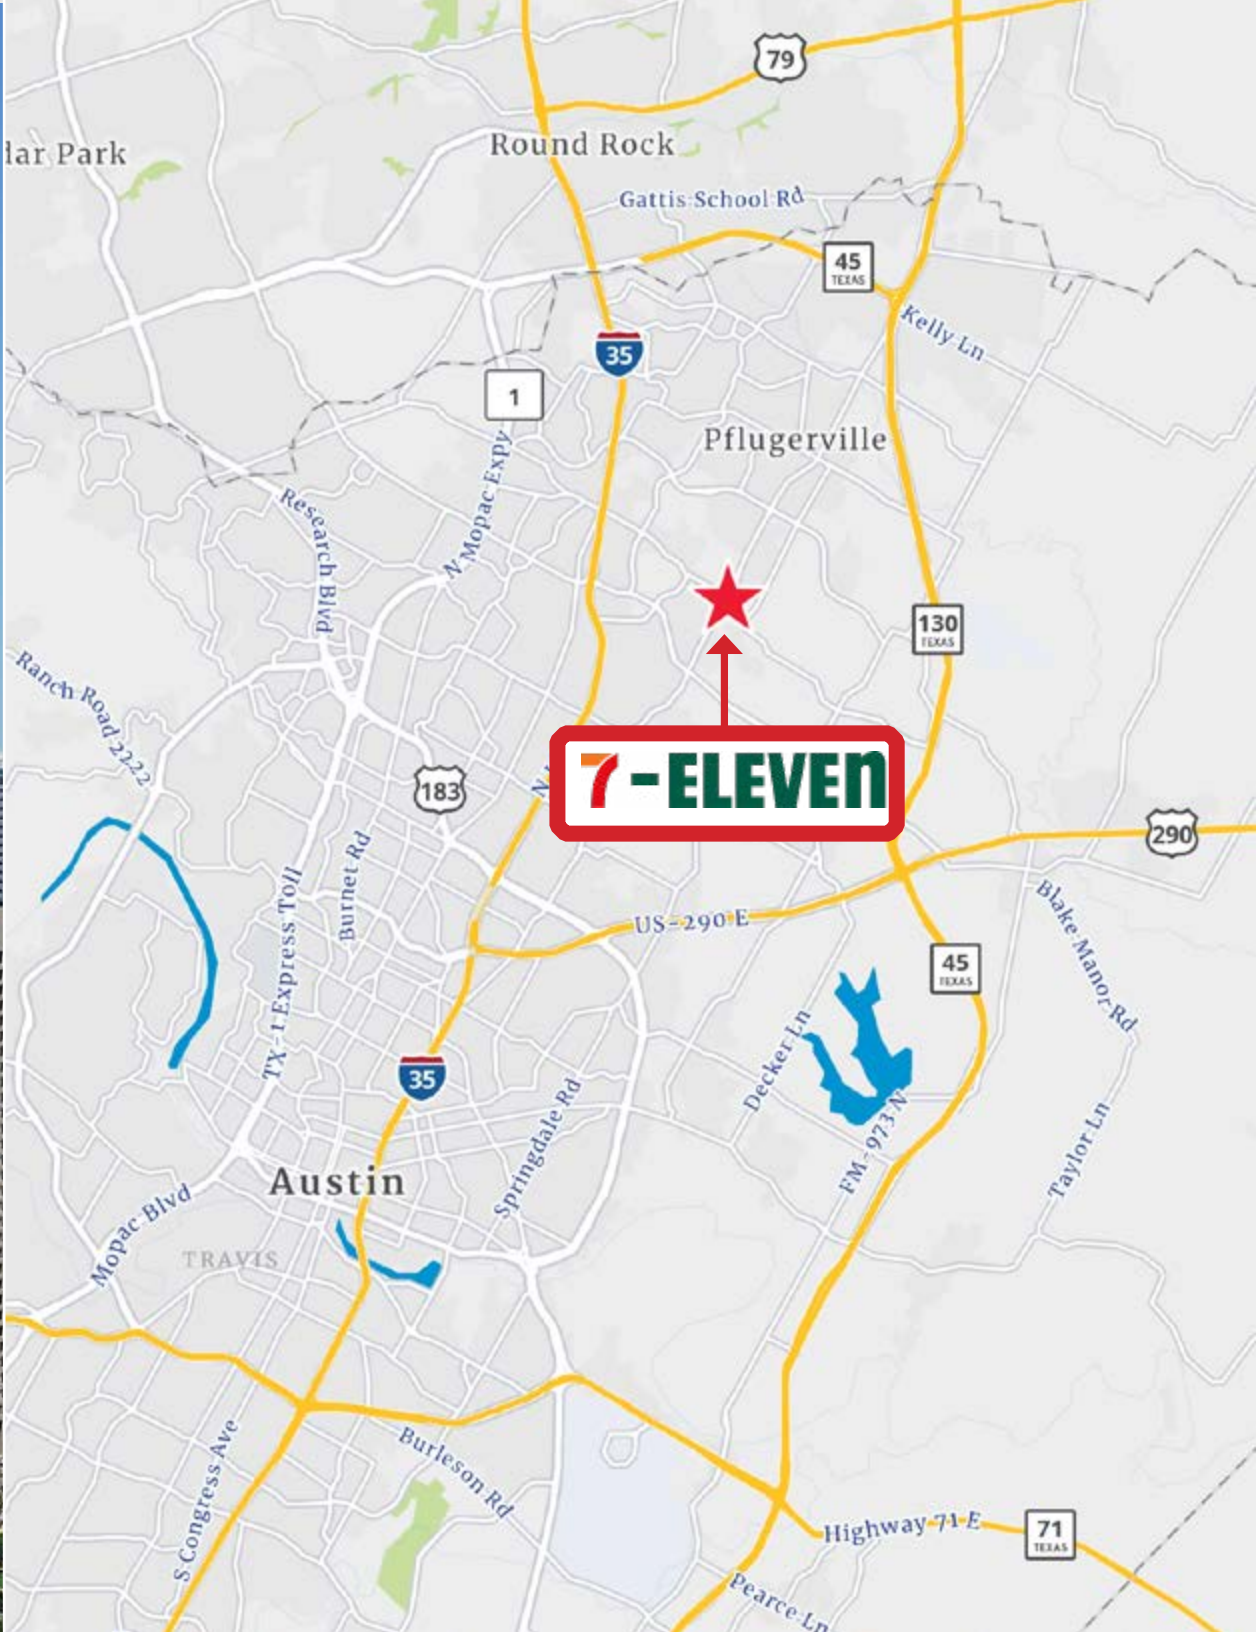 79
Round Rock
dar Park
Gattis School Rd
45
TEXAS
Kelly Ln
35
1
Pflugerville
N Mopac Expy
Research Blvd
130
TEXAS
Ranch Road 2222
7-ELEVEn
183
N
290
Burnet Rd
Blake-Manor Rd
US-290 E
TX-1 Express Toll
45
TEXAS
Decker Ln
35
FM-973 N
Springdale Rd
Taylor Ln
Austin
Mopac Blvd
TRAVIS
S Congress Ave
Burleson Rd
Highway 71 E
71
TEXAS
Pearce Ln